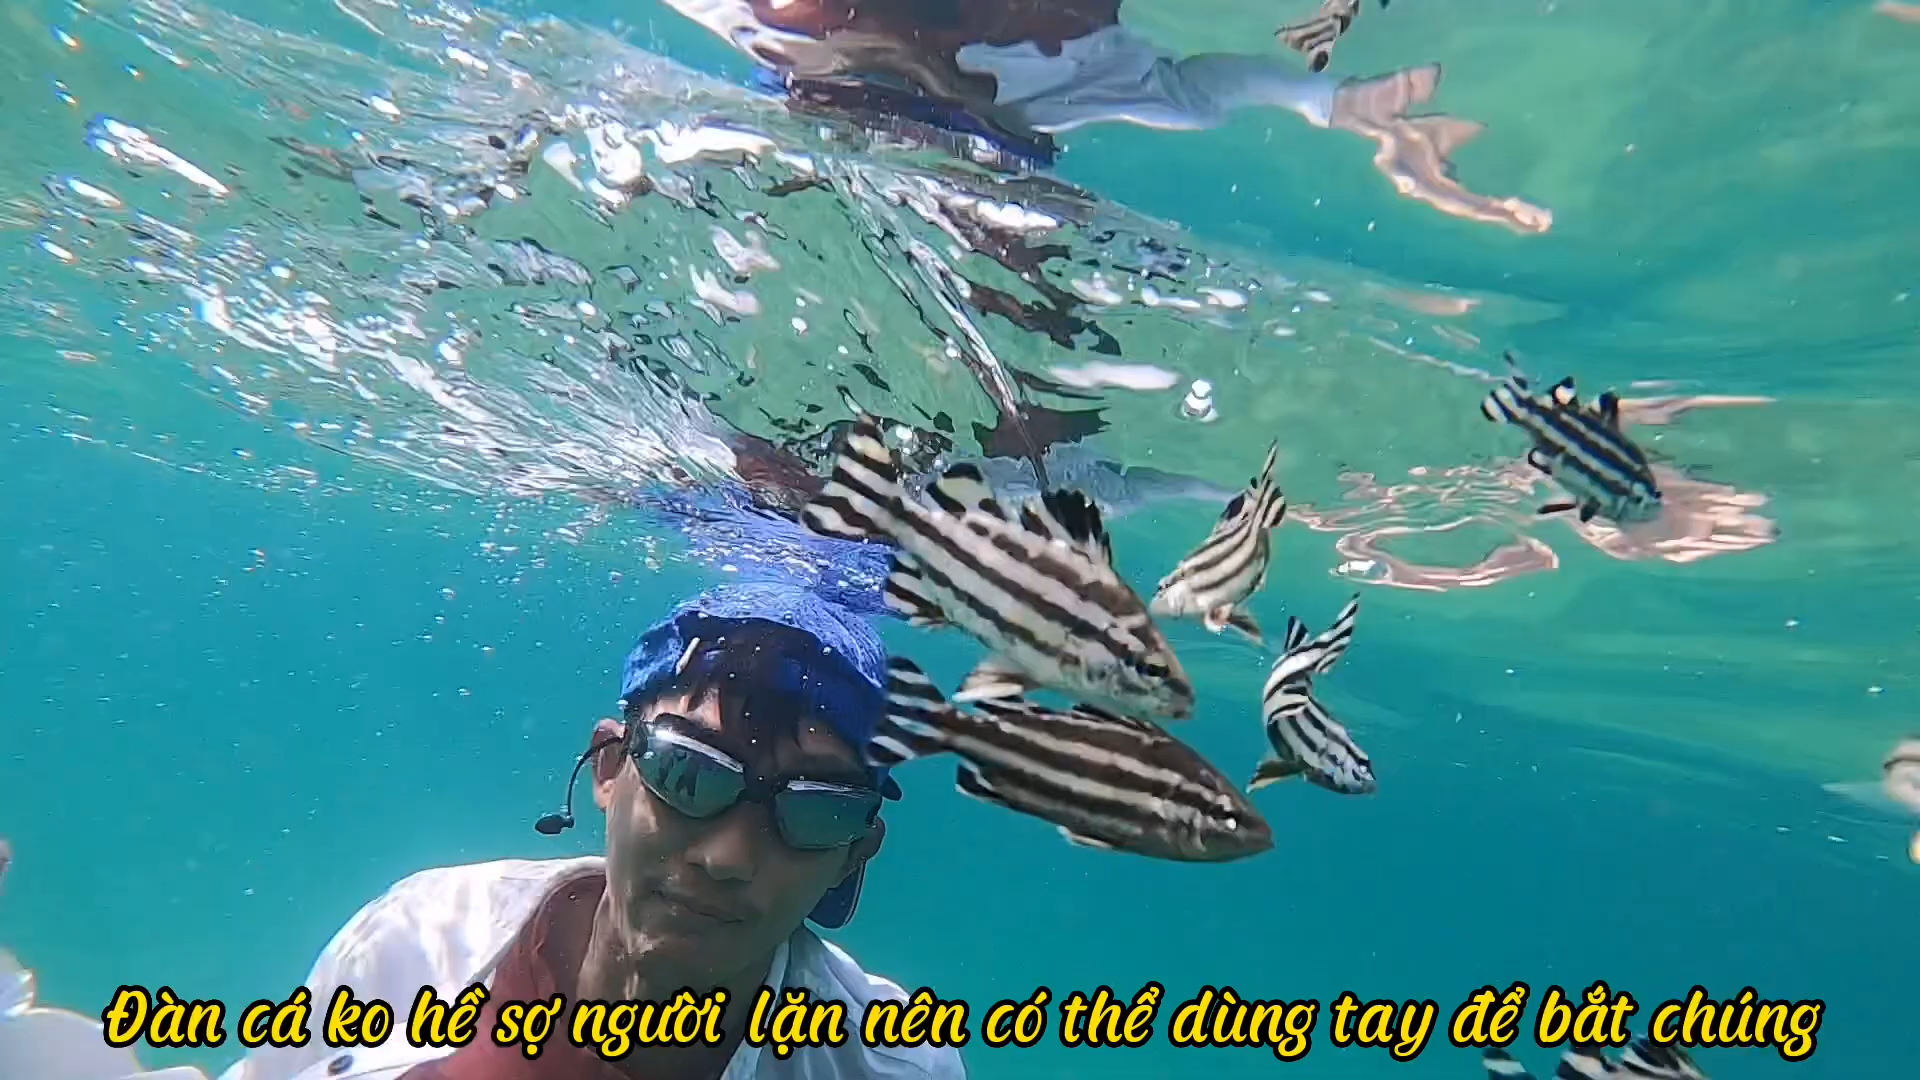 Đàn cá ko hề sợ người lặn nên có thể dùng tay để bắt chúng